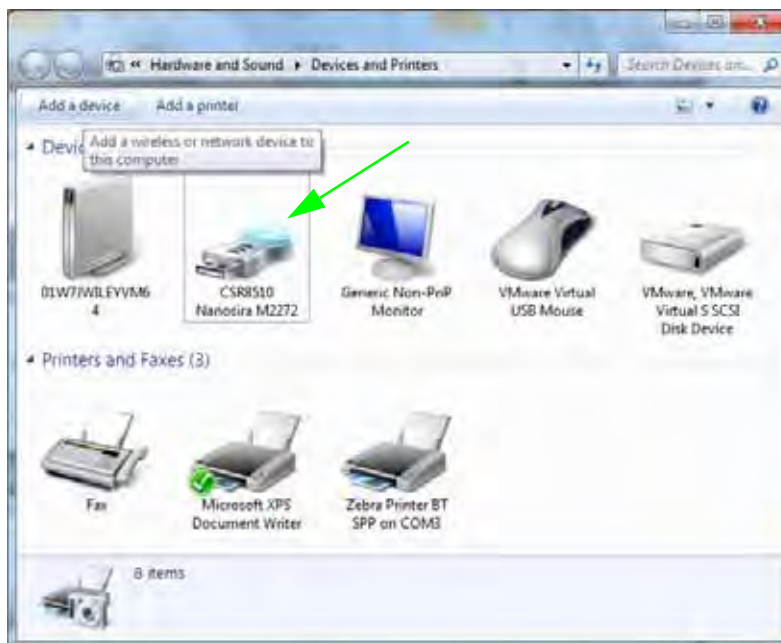 « Hardware and Sound ▸ Devices and Printers
Search Devices an...
Add a device Add a printer
Devic
Add a wireless or network device to
this computer
01W7JWILEYVM6
4
CSR8510
Nanosira M2272
Generic Non-PnP
Monitor
VMware Virtual
USB Mouse
VMware, VMware
Virtual S SCSI
Disk Device
Printers and Faxes (3)
Fax
Microsoft XPS
Document Writer
Zebra Printer BT
SPP on COM3
8 items